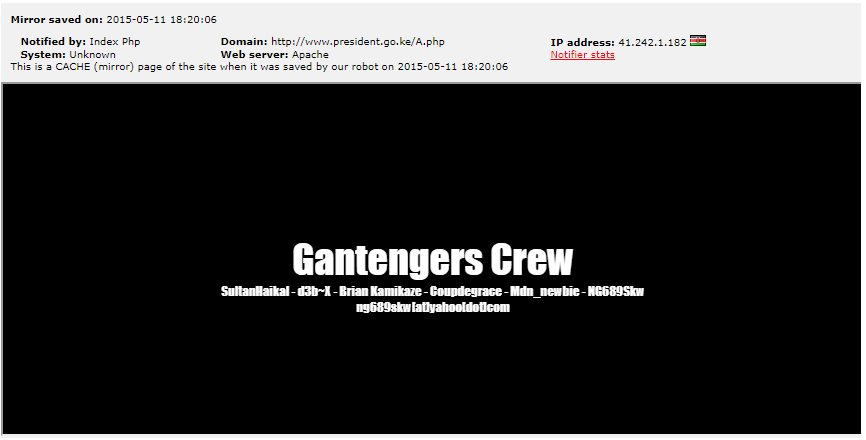 Mirror saved on: 2015-05-11 18:20:06
Notified by: Index Php Domain: http://www.president.go.ke/A.php IP address: 41.242.1.182
System: Unknown Web server: Apache Notifier stats
This is a CACHE (mirror) page of the site when it was saved by our robot on 2015-05-11 18:20:06
Gantengers Crew
SultanHaikal - d3b~X - Brian Kamikaze - Coupdegrace - Mdn_newbie - NG689Skw
ng689skw[at]yahoo[dot]com